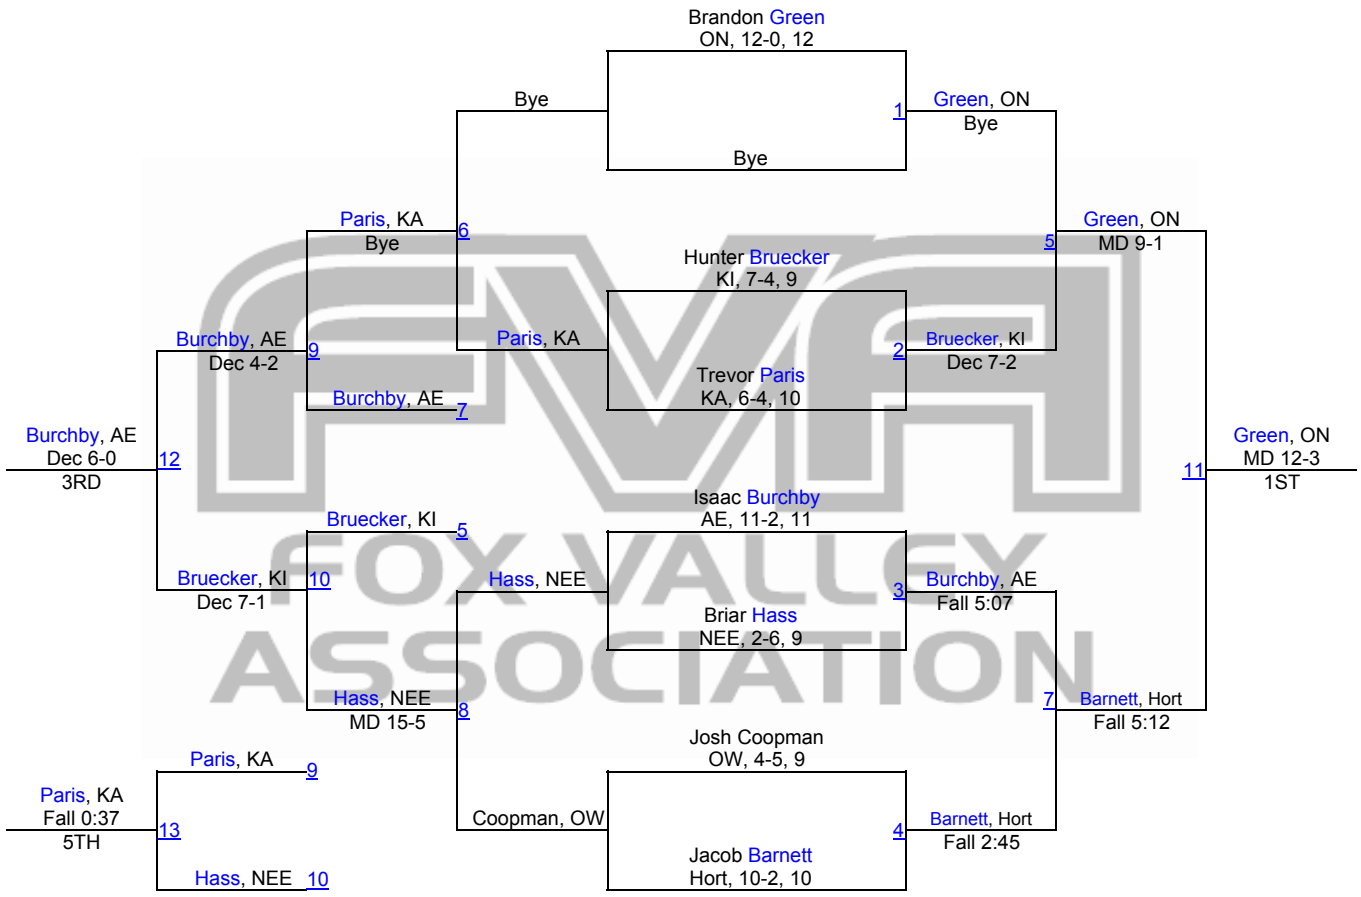 Brandon Green
ON, 12-0, 12
Bye
1
Green, ON
Bye
Bye
Paris, KA
Bye
6
5
Green, ON
MD 9-1
Hunter Bruecker
KI, 7-4, 9
Burchby, AE
Dec 4-2
9
Paris, KA
2
Bruecker, KI
Dec 7-2
Trevor Paris
KA, 6-4, 10
Burchby, AE
7
Burchby, AE
Dec 6-0
3RD
12
11
Green, ON
MD 12-3
1ST
Isaac Burchby
AE, 11-2, 11
Bruecker, KI
5
Bruecker, KI
Dec 7-1
10
Hass, NEE
3
Burchby, AE
Fall 5:07
Briar Hass
NEE, 2-6, 9
Hass, NEE
MD 15-5
8
7
Barnett, Hort
Fall 5:12
Josh Coopman
OW, 4-5, 9
Paris, KA
9
Paris, KA
Fall 0:37
5TH
13
Coopman, OW
4
Barnett, Hort
Fall 2:45
Jacob Barnett
Hort, 10-2, 10
Hass, NEE
10
FVA
FOX VALLEY
ASSOCIATION